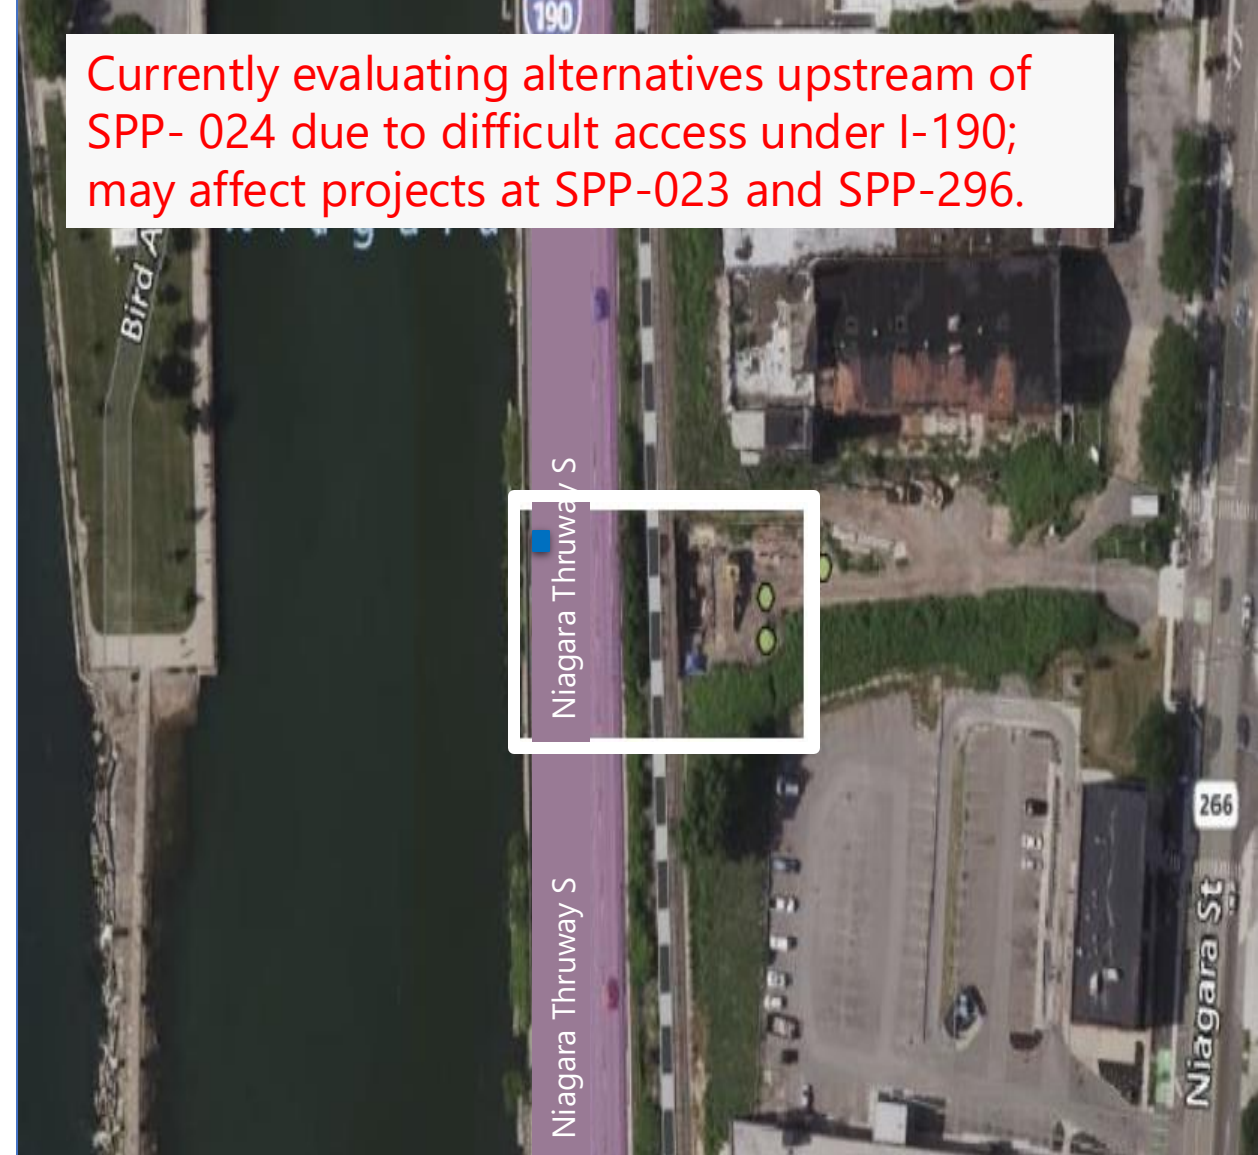 190
Currently evaluating alternatives upstream of
SPP- 024 due to difficult access under I-190;
may affect projects at SPP-023 and SPP-296.
Bird A
Niagara Thruway S
266
Niagara Thruway S
Niagara St